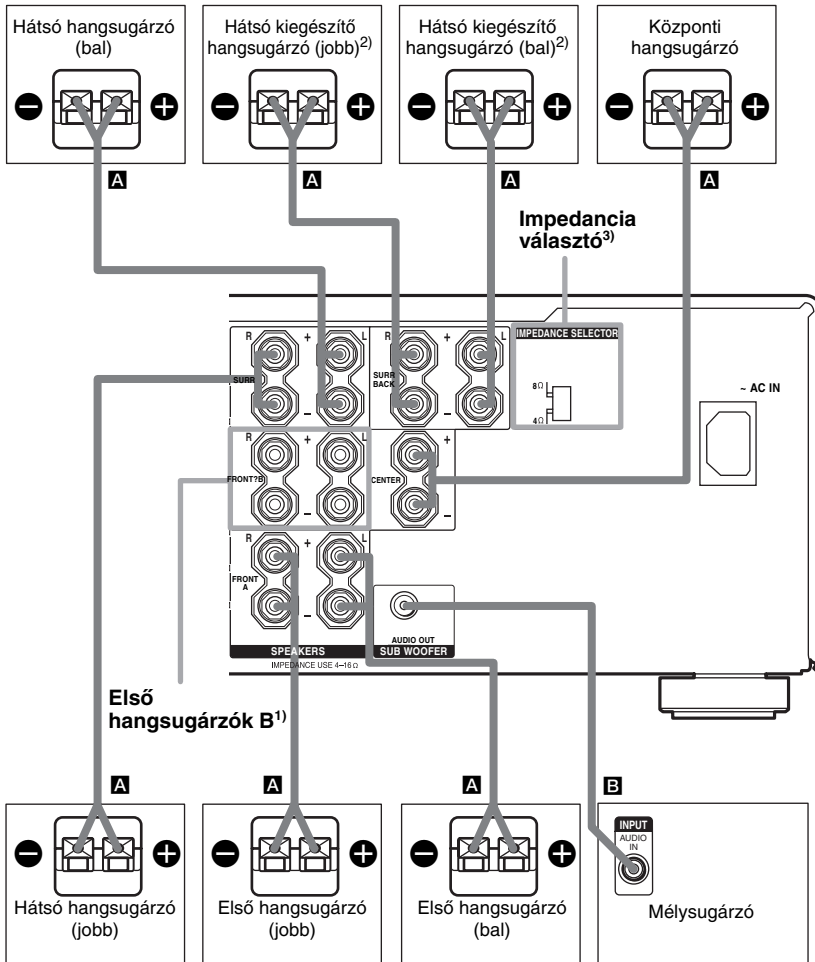 Hátsó hangsugárzó
(bal)
Hátsó kiegészítő
hangsugárzó (jobb)2)
Hátsó kiegészítő
hangsugárzó (bal)2)
Központi
hangsugárzó
A
A
A
A
Impedancia
választó3)
R
+
L
R
+
L
IMPEDANCE SELECTOR
SURR
SURR
BACK
8Ω
4Ω
~ AC IN
–
–
R
+
L
+
FRONT?B
CENTER
–
–
R
+
L
FRONT
A
–
AUDIO OUT
SPEAKERS
SUB WOOFER
IMPEDANCE USE 4–16 Ω
Első
hangsugárzók B1)
A
A
A
B
INPUT
AUDIO
IN
Hátsó hangsugárzó
(jobb)
Első hangsugárzó
(jobb)
Első hangsugárzó
(bal)
Mélysugárzó